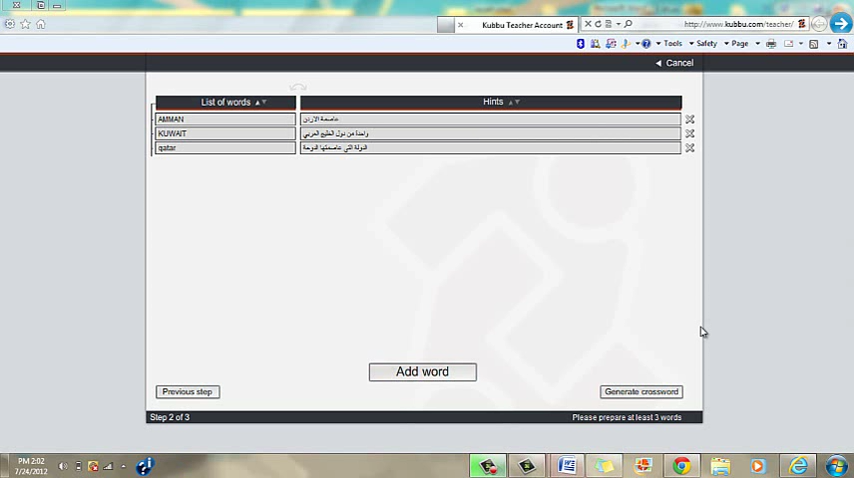 Kubbu Teacher Account
http://www.kubbu.com/teacher/
Tools Safety Page
Cancel
List of words Hints
AMMAN عاصمة الاردن
KUWAIT واحدة من دول الخليج العربي
qatar الدولة التي عاصمتها الدوحة
Add word
Previous step Generate crossword
Step 2 of 3 Please prepare at least 3 words
PM 2:02
7/24/2012